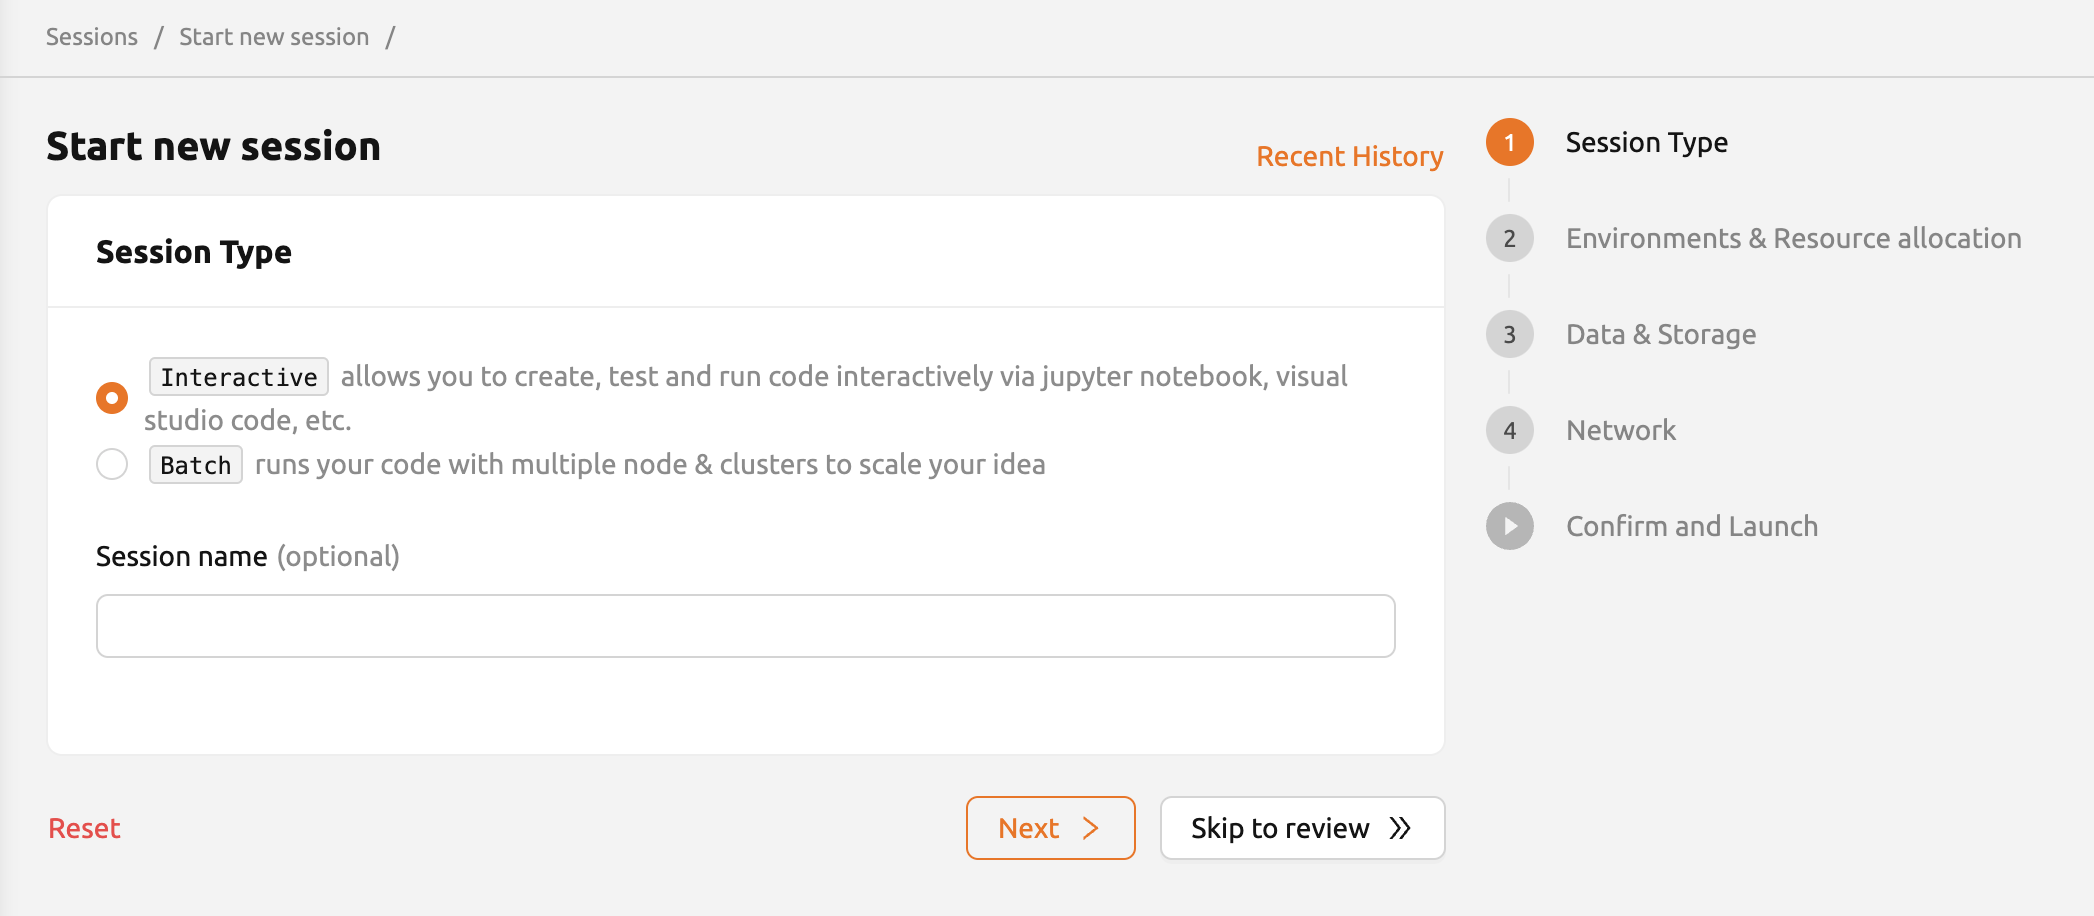 Sessions / Start new session /
Start new session
Recent History
Session Type
Interactive allows you to create, test and run code interactively via jupyter notebook, visual
studio code, etc.
Batch runs your code with multiple node & clusters to scale your idea
Session name (optional)
Reset
Next >
Skip to review »
1 Session Type
2 Environments & Resource allocation
3 Data & Storage
4 Network
Confirm and Launch